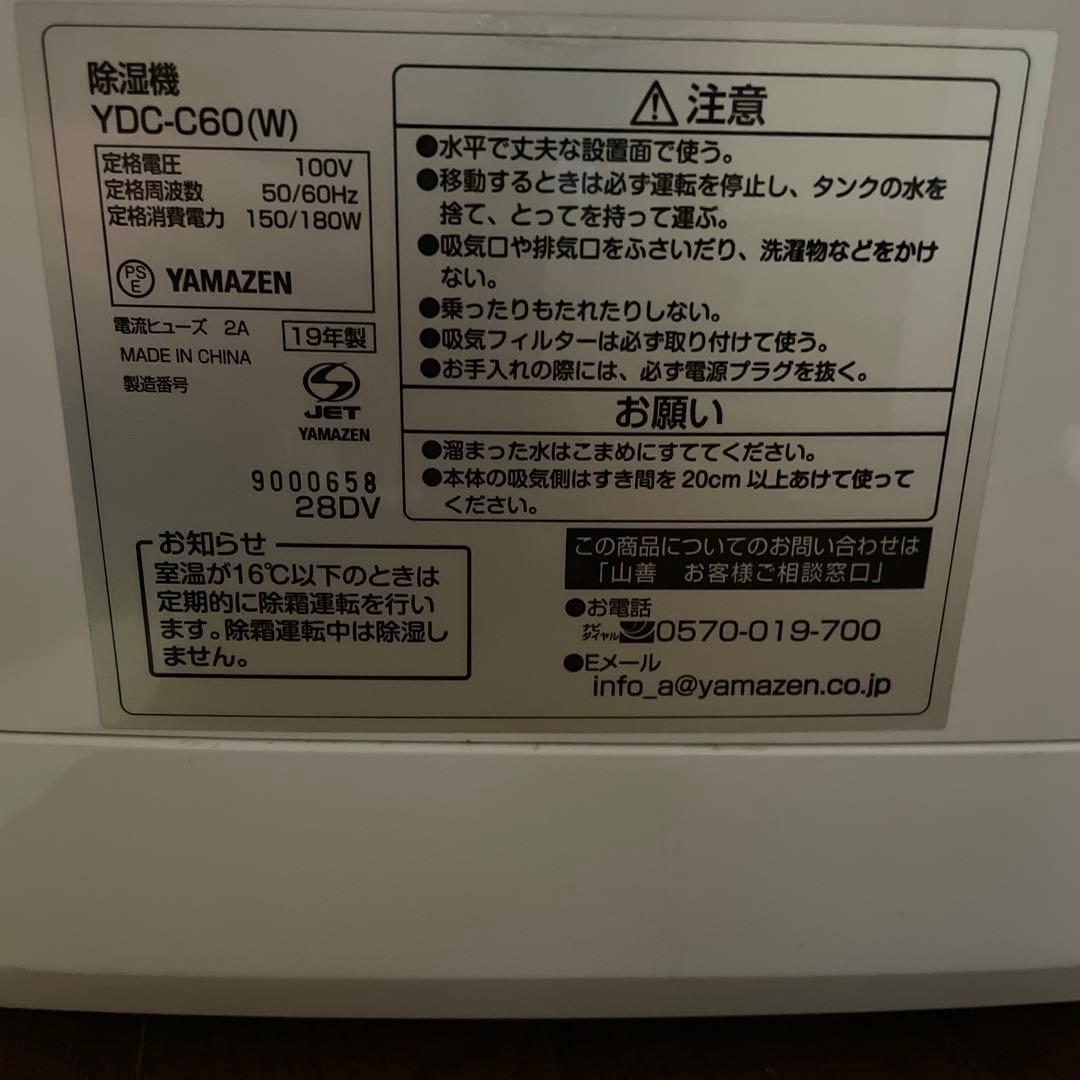 除湿機
YDC-C60(W)
定格電圧 100V
定格周波数 50/60Hz
定格消費電力 150/180W
PS
E
YAMAZEN
電流ヒューズ 2A
19年製
MADE IN CHINA
製造番号
JET
YAMAZEN
9000658
28DV
お知らせ
室温が16℃以下のときは
定期的に除霜運転を行い
ます。除霜運転中は除湿し
ません。
注意
●水平で丈夫な設置面で使う。
●移動するときは必ず運転を停止し、タンクの水を
捨て、とってを持って運ぶ。
●吸気口や排気口をふさいだり、洗濯物などをかけ
ない。
●乗ったりもたれたりしない。
●吸気フィルターは必ず取り付けて使う。
●お手入れの際には、必ず電源プラグを抜く。
お願い
●溜まった水はこまめにすててください。
●本体の吸気側はすき間を20cm以上あけて使って
ください。
この商品についてのお問い合わせは
「山善 お客様ご相談窓口」
●お電話
ナビ
ダイヤル
0570-019-700
●Eメール
info_a@yamazen.co.jp